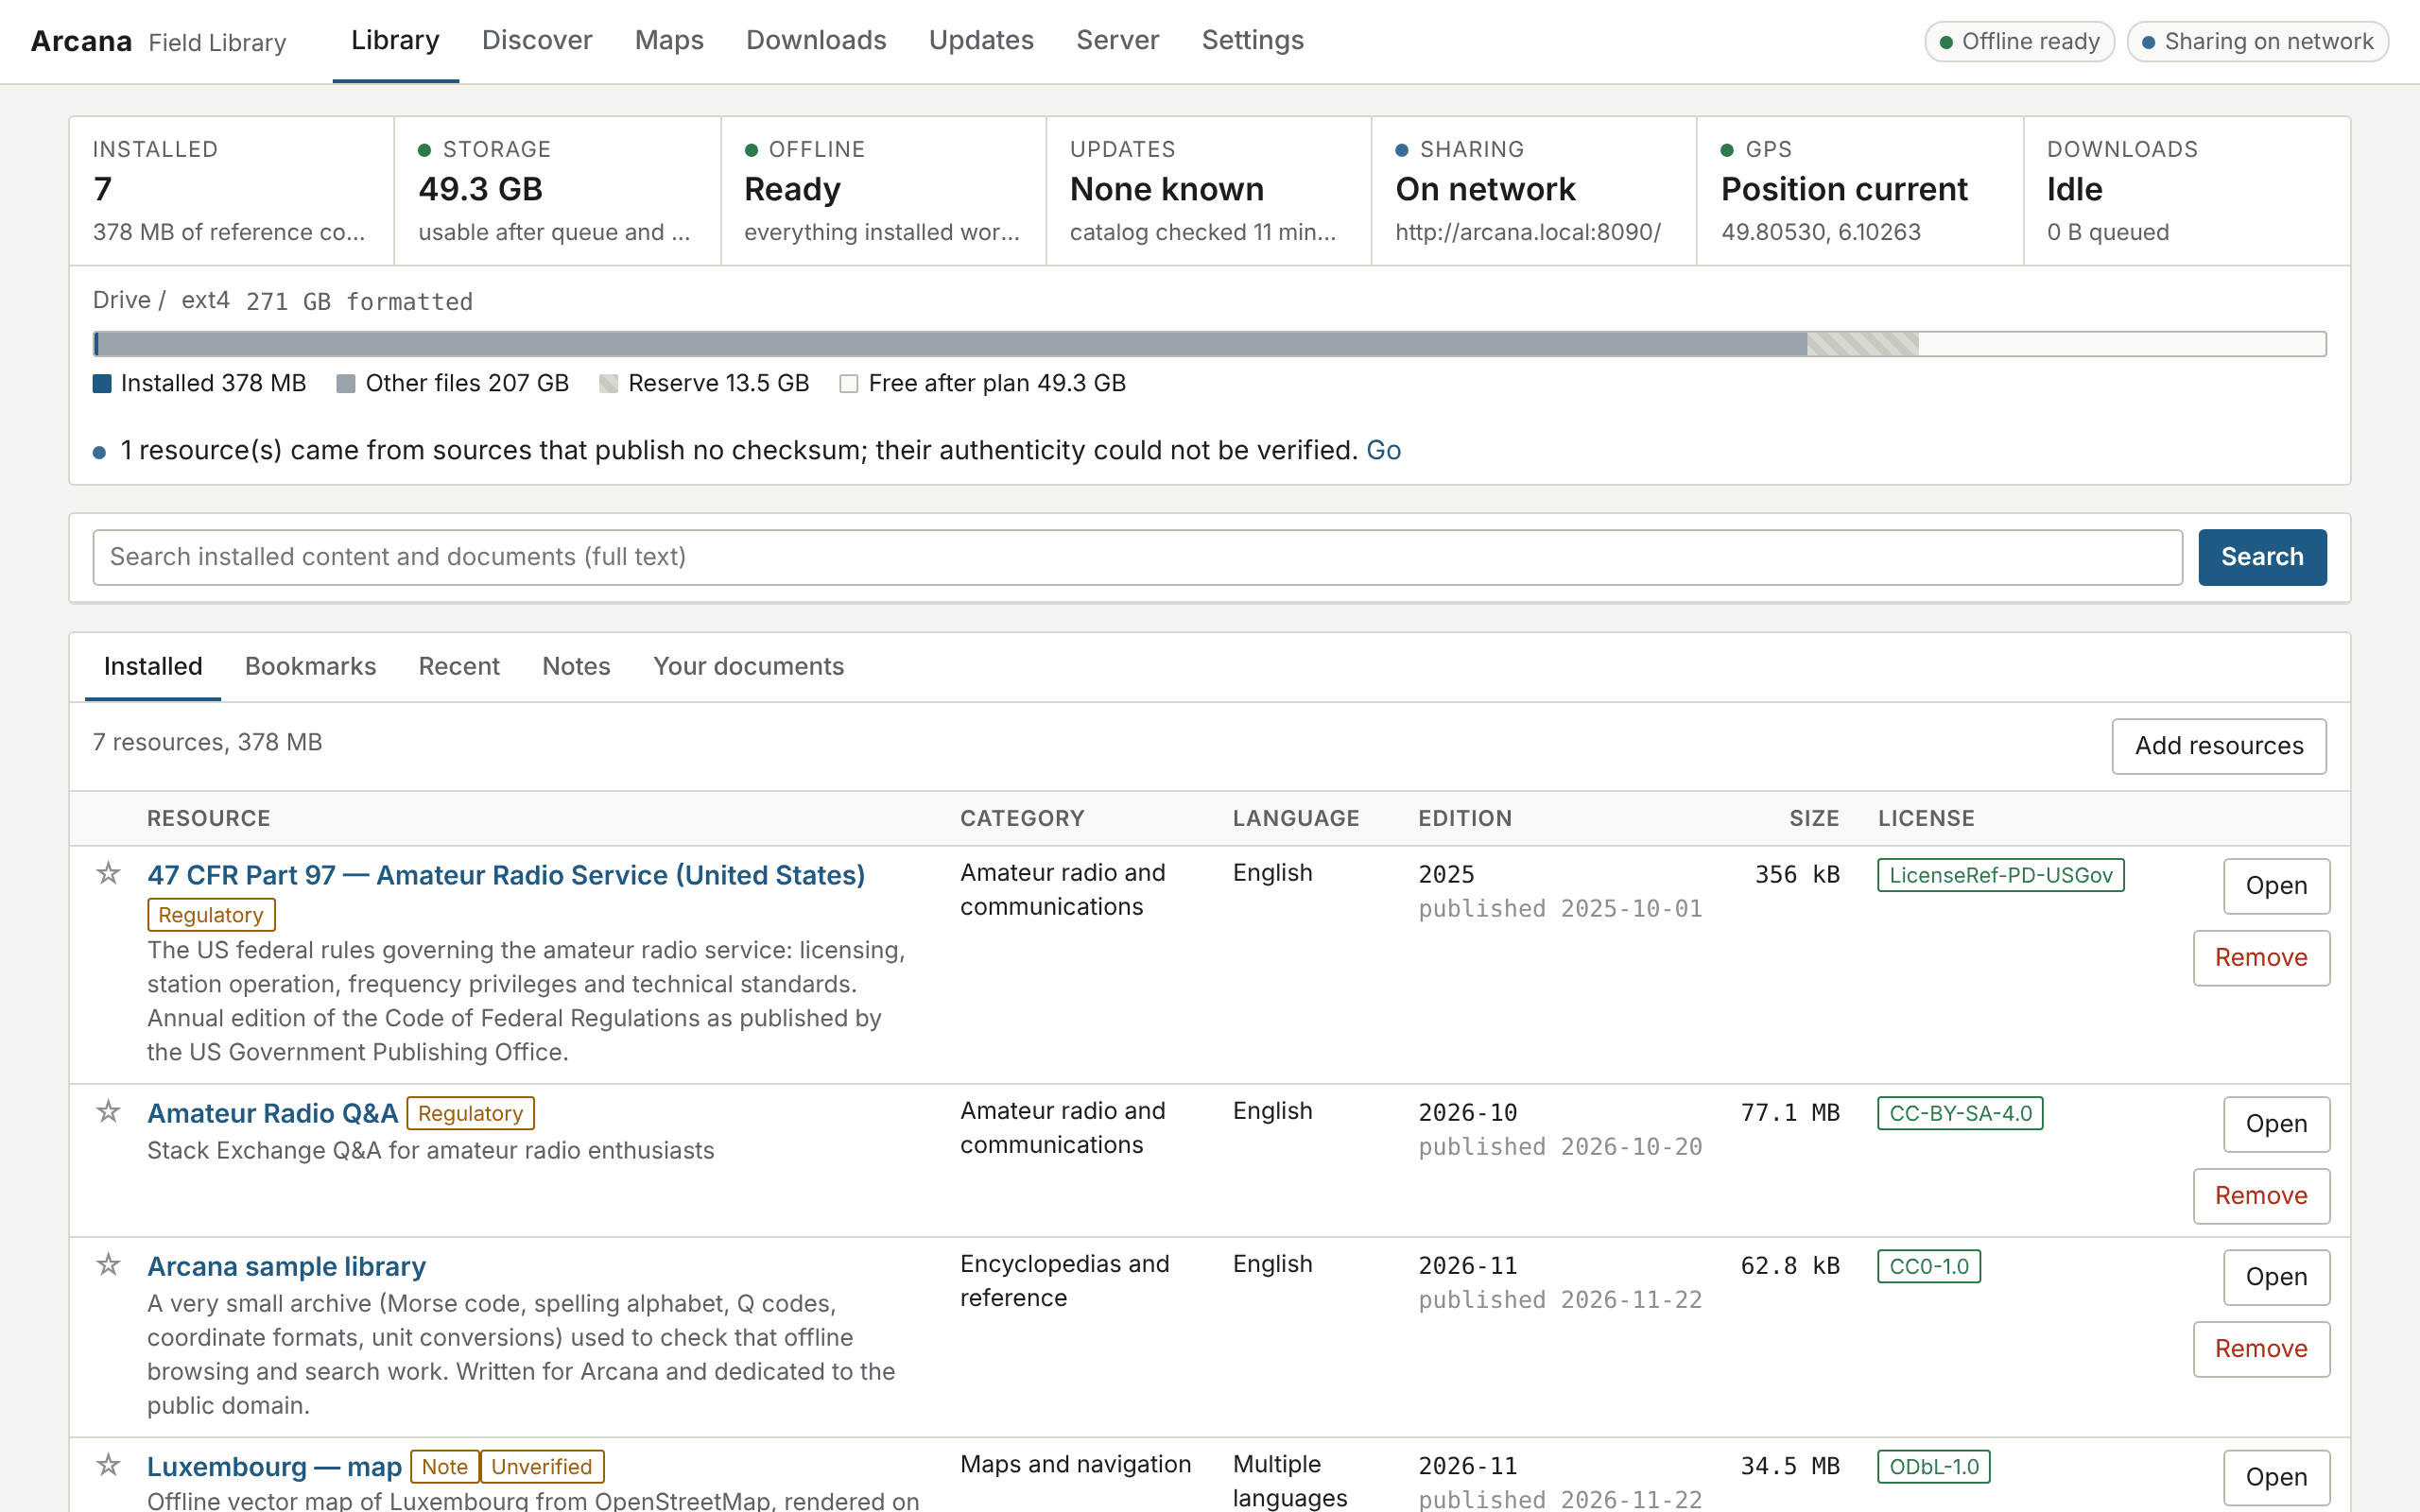 Arcana Field Library Library Discover Maps Downloads Updates Server Settings Offline ready Sharing on network
INSTALLED
7
378 MB of reference co...
STORAGE
49.3 GB
usable after queue and ...
OFFLINE
Ready
everything installed wor...
UPDATES
None known
catalog checked 11 min...
SHARING
On network
http://arcana.local:8090/
GPS
Position current
49.80530, 6.10263
DOWNLOADS
Idle
0 B queued
Drive / ext4 271 GB formatted
Installed 378 MB Other files 207 GB Reserve 13.5 GB Free after plan 49.3 GB
1 resource(s) came from sources that publish no checksum; their authenticity could not be verified. Go
Search installed content and documents (full text) Search
Installed Bookmarks Recent Notes Your documents
7 resources, 378 MB Add resources
RESOURCE CATEGORY LANGUAGE EDITION SIZE LICENSE
47 CFR Part 97 — Amateur Radio Service (United States)
Regulatory
The US federal rules governing the amateur radio service: licensing,
station operation, frequency privileges and technical standards.
Annual edition of the Code of Federal Regulations as published by
the US Government Publishing Office.
Amateur radio and
communications
English
2025
published 2025-10-01
356 kB
LicenseRef-PD-USGov
Open
Remove
Amateur Radio Q&A Regulatory
Stack Exchange Q&A for amateur radio enthusiasts
Amateur radio and
communications
English
2026-10
published 2026-10-20
77.1 MB
CC-BY-SA-4.0
Open
Remove
Arcana sample library
A very small archive (Morse code, spelling alphabet, Q codes,
coordinate formats, unit conversions) used to check that offline
browsing and search work. Written for Arcana and dedicated to the
public domain.
Encyclopedias and
reference
English
2026-11
published 2026-11-22
62.8 kB
CC0-1.0
Open
Remove
Luxembourg — map Note Unverified
Offline vector map of Luxembourg from OpenStreetMap, rendered on
Maps and navigation
Multiple
languages
2026-11
published 2026-11-22
34.5 MB
ODbL-1.0
Open